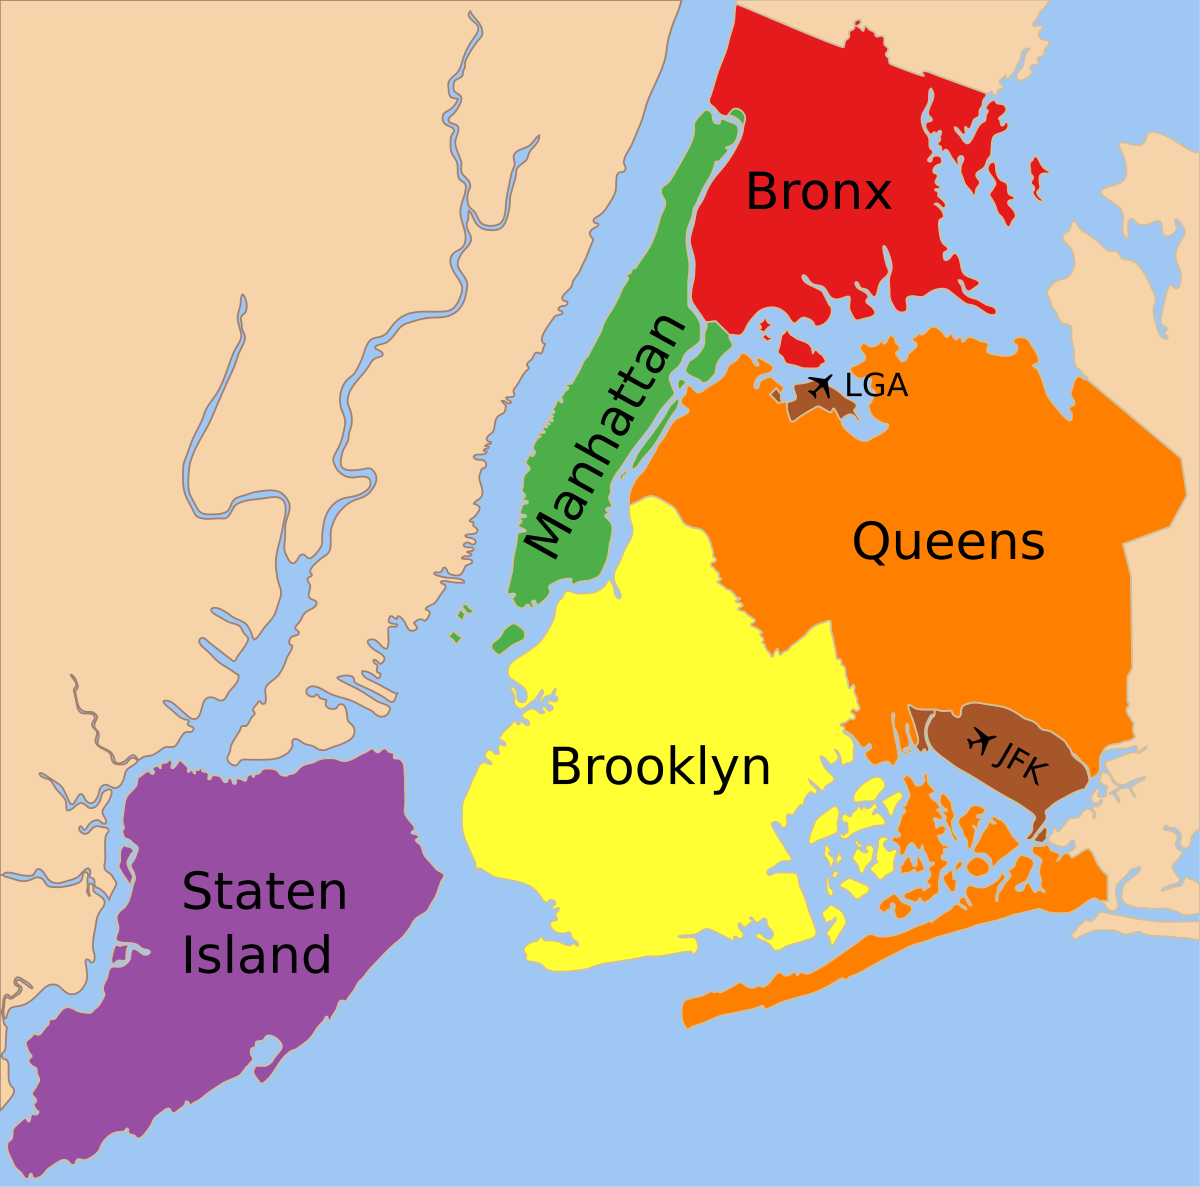 Bronx
Manhattan
LGA
Queens
Brooklyn
JFK
Staten
Island